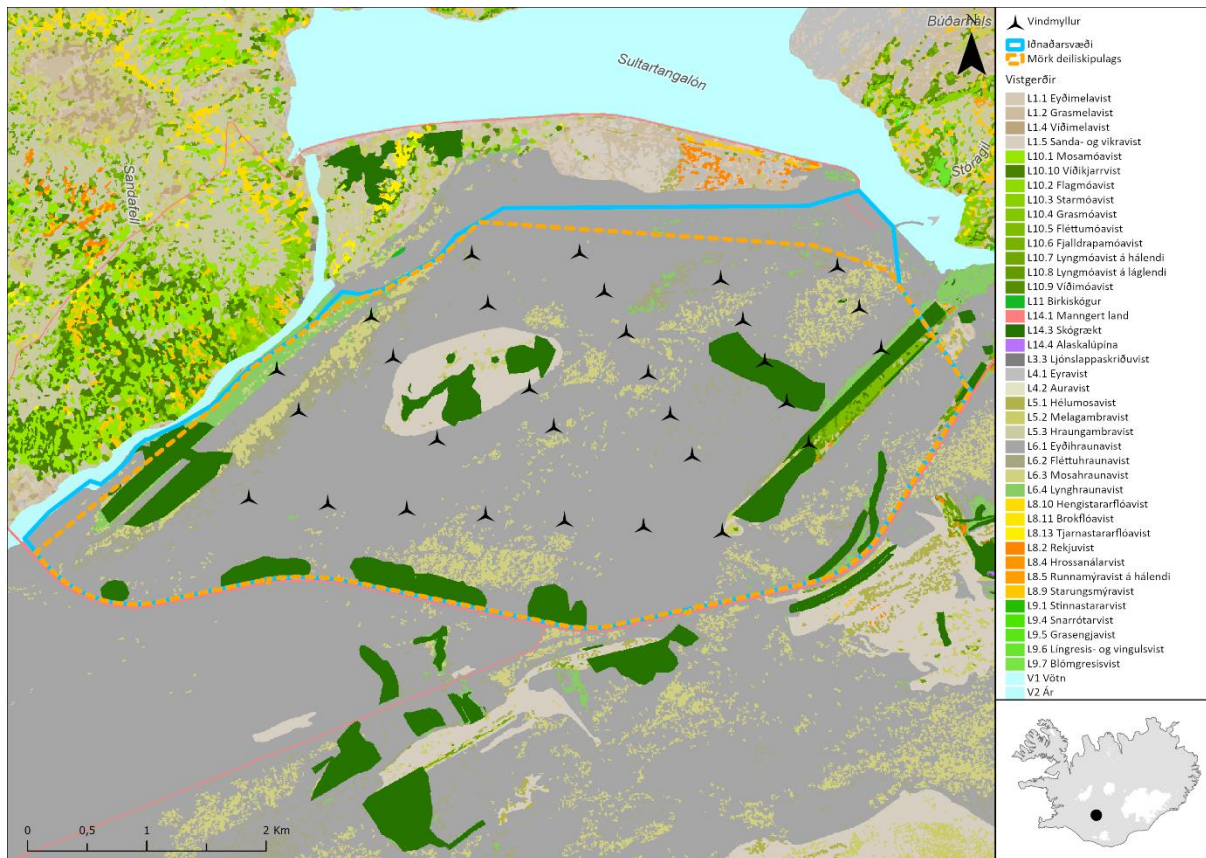 Búðarháls
N
Sultartangalón
Stóragil
Sandafell
0 0,5 1 2 Km
Vindmyllur
Iðnaðarsvæði
Mörk deiliskipulags
Vistgerðir
L1.1 Eyðimelavist
L1.2 Grasmelavist
L1.4 Víðimelavist
L1.5 Sanda- og vikravist
L10.1 Mosamóavist
L10.10 Víðikjarrvist
L10.2 Flagmóavist
L10.3 Starmóavist
L10.4 Grasmóavist
L10.5 Fléttumóavist
L10.6 Fjalldrapamóavist
L10.7 Lyngmóavist á hálendi
L10.8 Lyngmóavist á láglendi
L10.9 Víðimóavist
L11 Birkiskógur
L14.1 Manngert land
L14.3 Skógrækt
L14.4 Alaskalúpína
L3.3 Ljónslappaskriðuvist
L4.1 Eyravist
L4.2 Auravist
L5.1 Hélumosavist
L5.2 Melagambravist
L5.3 Hraungambravist
L6.1 Eyðihraunavist
L6.2 Fléttuhraunavist
L6.3 Mosahraunavist
L6.4 Lynghraunavist
L8.10 Hengistararflóavist
L8.11 Brokflóavist
L8.13 Tjarnastararflóavist
L8.2 Rekjuvist
L8.4 Hrossanálarvist
L8.5 Runnamýravist á hálendi
L8.9 Starungsmýravist
L9.1 Stinnastararvist
L9.4 Snarrótarvist
L9.5 Grasengjavist
L9.6 Língresis- og vingulsvist
L9.7 Blómgresisvist
V1 Vötn
V2 Ár